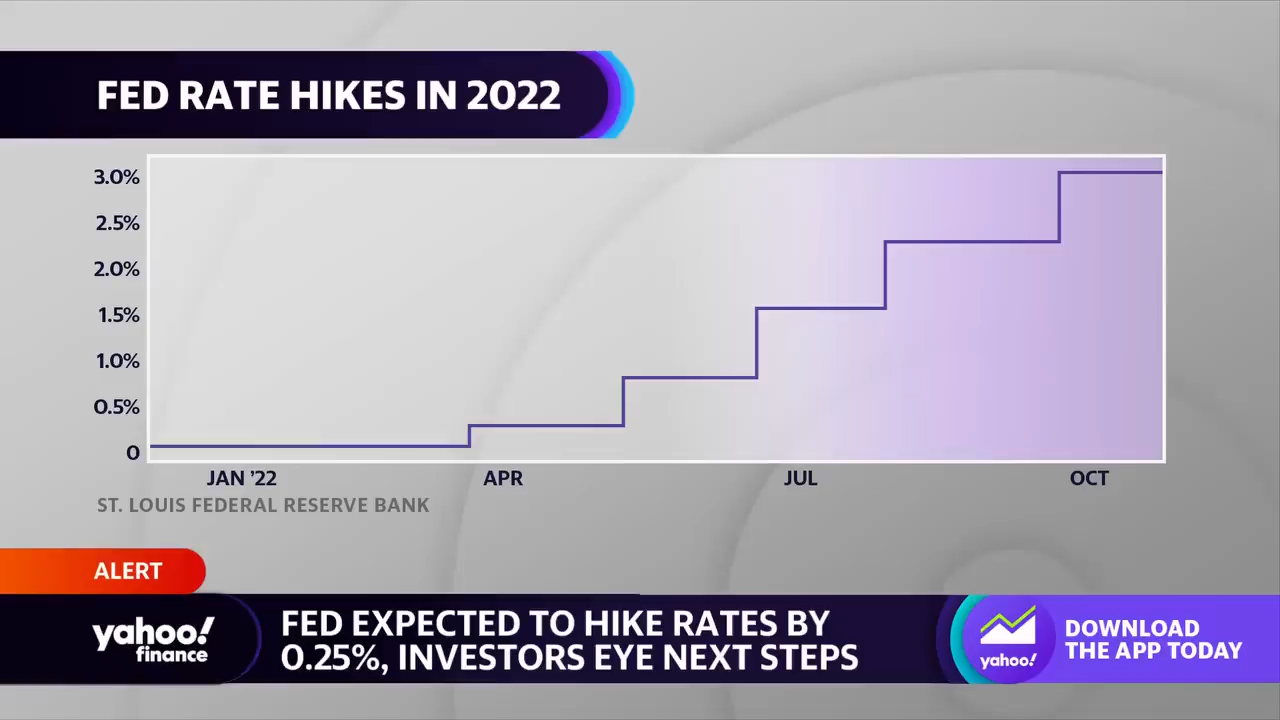 FED RATE HIKES IN 2022
3.0%
2.5%
2.0%
1.5%
1.0%
0.5%
0
JAN ’22 APR JUL OCT
ST. LOUIS FEDERAL RESERVE BANK
ALERT
yahoo!
finance
FED EXPECTED TO HIKE RATES BY
0.25%, INVESTORS EYE NEXT STEPS
yahoo!
DOWNLOAD
THE APP TODAY